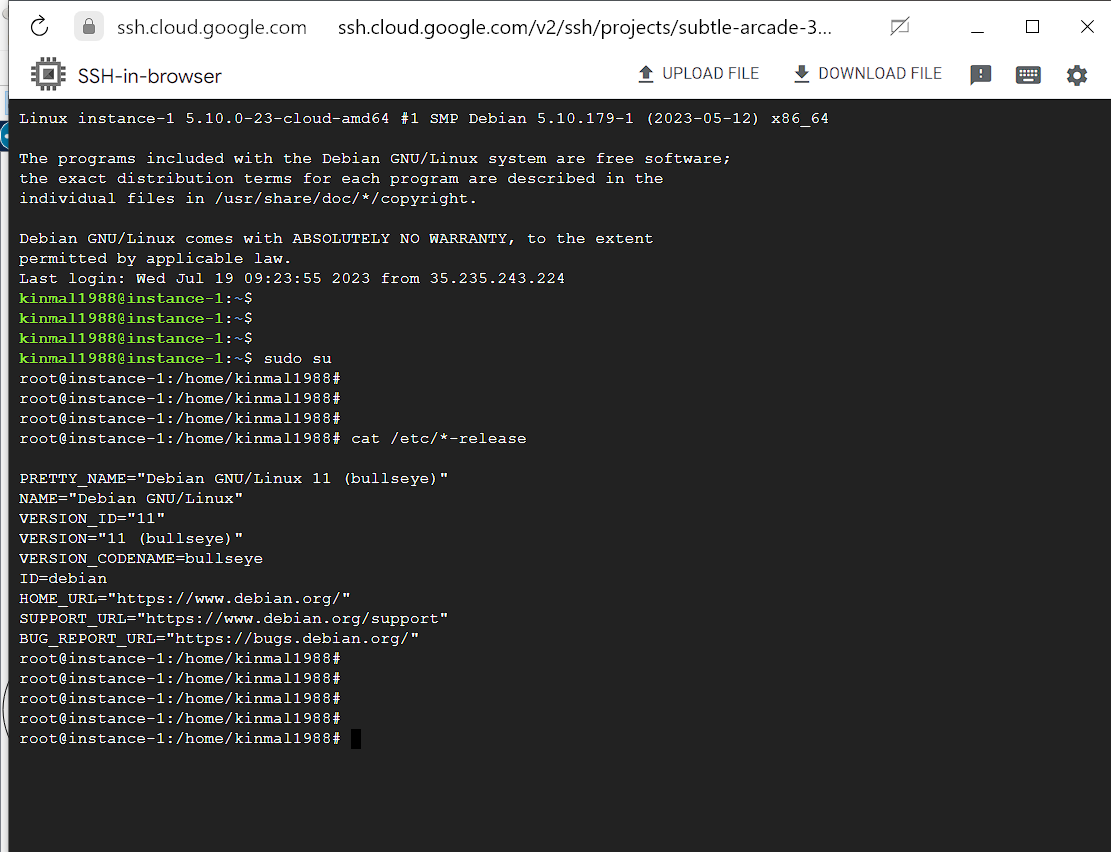 ssh.cloud.google.com ssh.cloud.google.com/v2/ssh/projects/subtle-arcade-3...
SSH-in-browser UPLOAD FILE DOWNLOAD FILE
Linux instance-1 5.10.0-23-cloud-amd64 #1 SMP Debian 5.10.179-1 (2023-05-12) x86_64
The programs included with the Debian GNU/Linux system are free software;
the exact distribution terms for each program are described in the
individual files in /usr/share/doc/*/copyright.
Debian GNU/Linux comes with ABSOLUTELY NO WARRANTY, to the extent
permitted by applicable law.
Last login: Wed Jul 19 09:23:55 2023 from 35.235.243.224
kinmal1988@instance-1:~$
kinmal1988@instance-1:~$
kinmal1988@instance-1:~$
kinmal1988@instance-1:~$ sudo su
root@instance-1:/home/kinmal1988#
root@instance-1:/home/kinmal1988#
root@instance-1:/home/kinmal1988#
root@instance-1:/home/kinmal1988# cat /etc/*-release
PRETTY_NAME="Debian GNU/Linux 11 (bullseye)"
NAME="Debian GNU/Linux"
VERSION_ID="11"
VERSION="11 (bullseye)"
VERSION_CODENAME=bullseye
ID=debian
HOME_URL="https://www.debian.org/"
SUPPORT_URL="https://www.debian.org/support"
BUG_REPORT_URL="https://bugs.debian.org/"
root@instance-1:/home/kinmal1988#
root@instance-1:/home/kinmal1988#
root@instance-1:/home/kinmal1988#
root@instance-1:/home/kinmal1988#
root@instance-1:/home/kinmal1988#